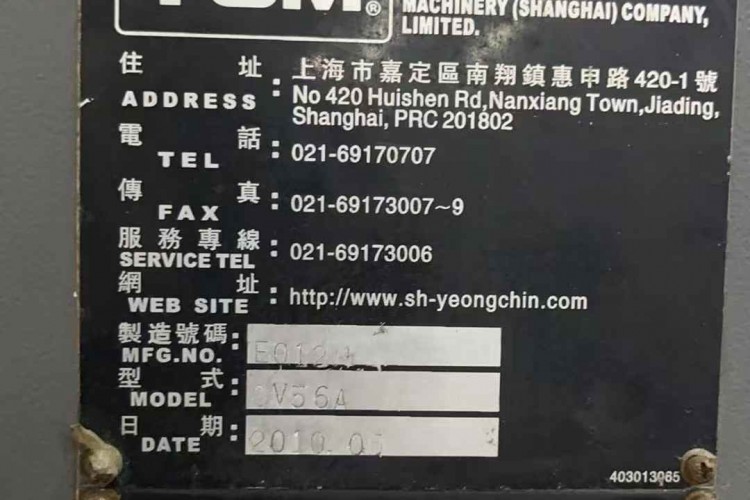 YCM®
MACHINERY (SHANGHAI) COMPANY,
LIMITED.
住 址 : 上海市嘉定區南翔鎮惠申路420-1號
ADDRESS No 420 Huishen Rd,Nanxiang Town,Jiading,
Shanghai, PRC 201802
電 話 :
TEL 021-69170707
傳 真 :
FAX 021-69173007~9
服務專線 :
SERVICE TEL 021-69173006
網 址 :
WEB SITE http://www.sh-yeongchin.com
製造號碼:
MFG.NO.
型 式 :
MODEL V56A
日 期 :
DATE 2010.
403013065